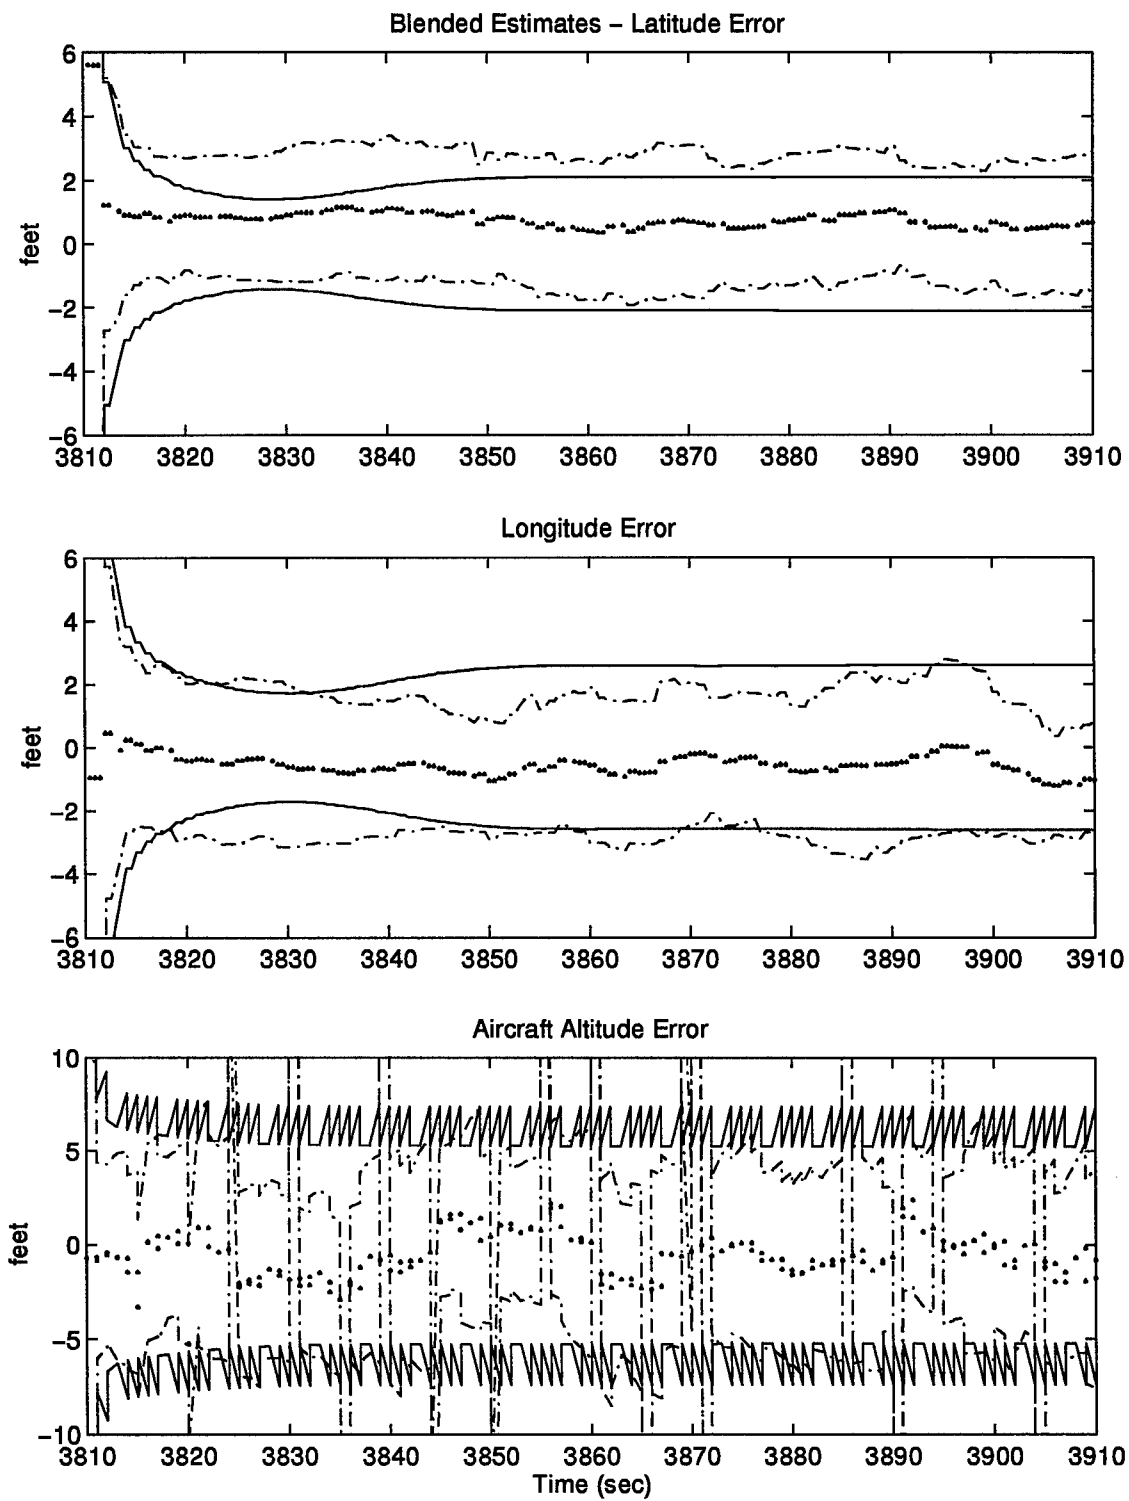 Blended Estimates – Latitude Error
6
4
2
0
−2
−4
−6
feet
3810 3820 3830 3840 3850 3860 3870 3880 3890 3900 3910
Longitude Error
6
4
2
0
−2
−4
−6
feet
3810 3820 3830 3840 3850 3860 3870 3880 3890 3900 3910
Aircraft Altitude Error
10
5
0
−5
−10
feet
3810 3820 3830 3840 3850 3860 3870 3880 3890 3900 3910
Time (sec)